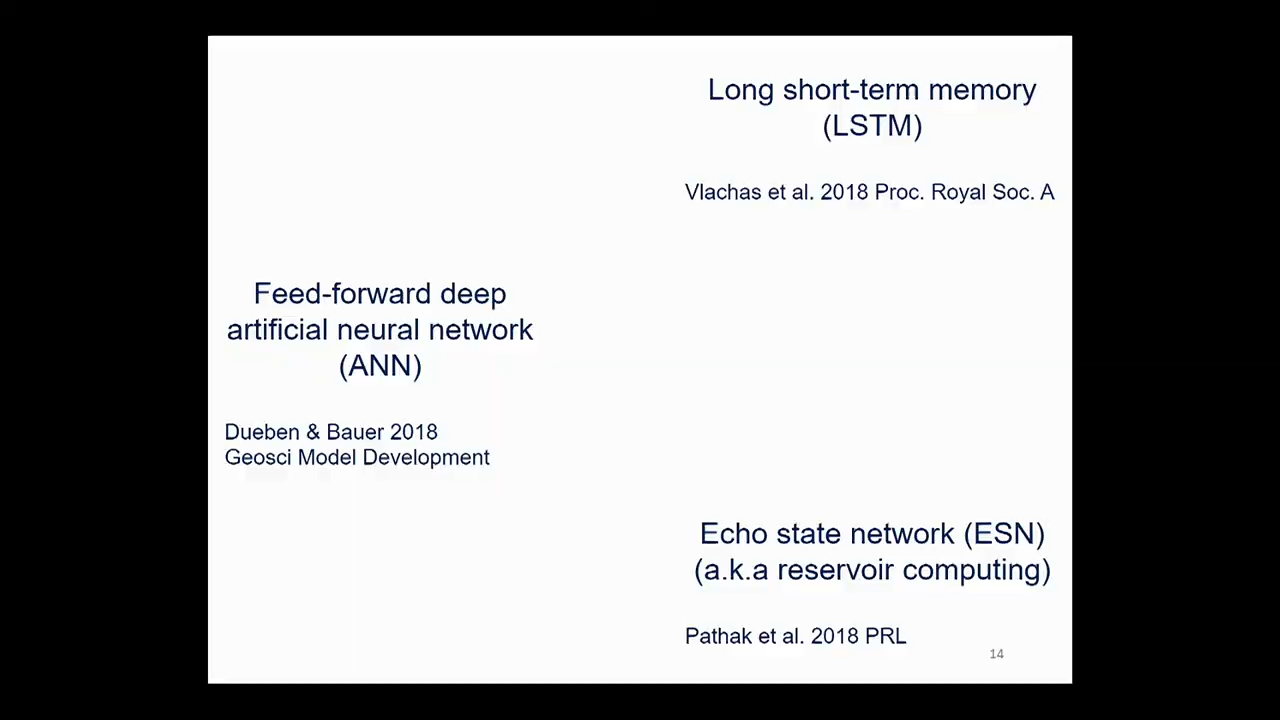 Long short-term memory
(LSTM)
Vlachas et al. 2018 Proc. Royal Soc. A
Feed-forward deep
artificial neural network
(ANN)
Dueben & Bauer 2018
Geosci Model Development
Echo state network (ESN)
(a.k.a reservoir computing)
Pathak et al. 2018 PRL
14